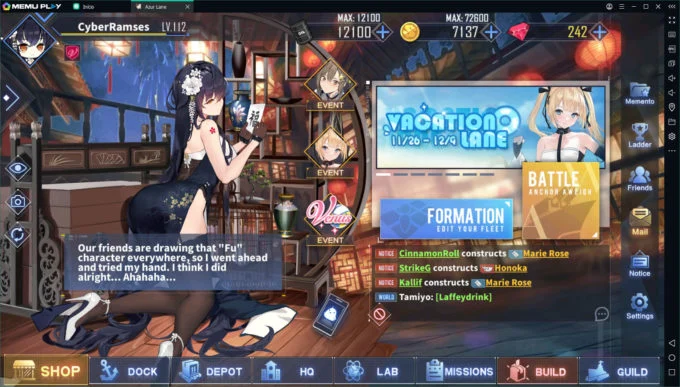 MEMU PLAY
Inicio
Azur Lane
CyberRamses
LV.112
MAX: 12100
12100
MAX: 72600
7137
242
EVENT
EVENT
Venus
EVENT
VACATION
LANE
11/26 - 12/9
BATTLE
ANCHOR AWEIGH
FORMATION
EDIT YOUR FLEET
NOTICE CinnamonRoll constructs Marie Rose
NOTICE StrikeG constructs Honoka
NOTICE Kallif constructs Marie Rose
WORLD Tamiyo: [Laffeydrink]
Memento
Ladder
Friends
Mail
Notice
Settings
Our friends are drawing that "Fu"
character everywhere, so I went ahead
and tried my hand. I think I did
alright... Ahahaha...
SHOP
DOCK
DEPOT
HQ
LAB
MISSIONS
BUILD
GUILD